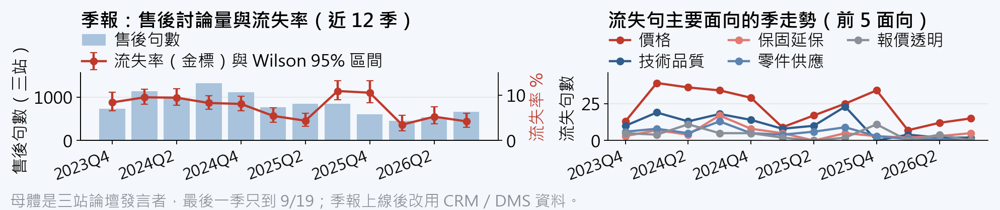 季報：售後討論量與流失率（近 12 季）
售後句數
流失率（金標）與 Wilson 95% 區間
售後句數（三站）
1000
0
10
0
流失率 %
2023Q4
2024Q2
2024Q4
2025Q2
2025Q4
2026Q2
流失句主要面向的季走勢（前 5 面向）
價格
保固延保
報價透明
技術品質
零件供應
流失句數
25
0
2023Q4
2024Q2
2024Q4
2025Q2
2025Q4
2026Q2
母體是三站論壇發言者，最後一季只到 9/19；季報上線後改用 CRM / DMS 資料。